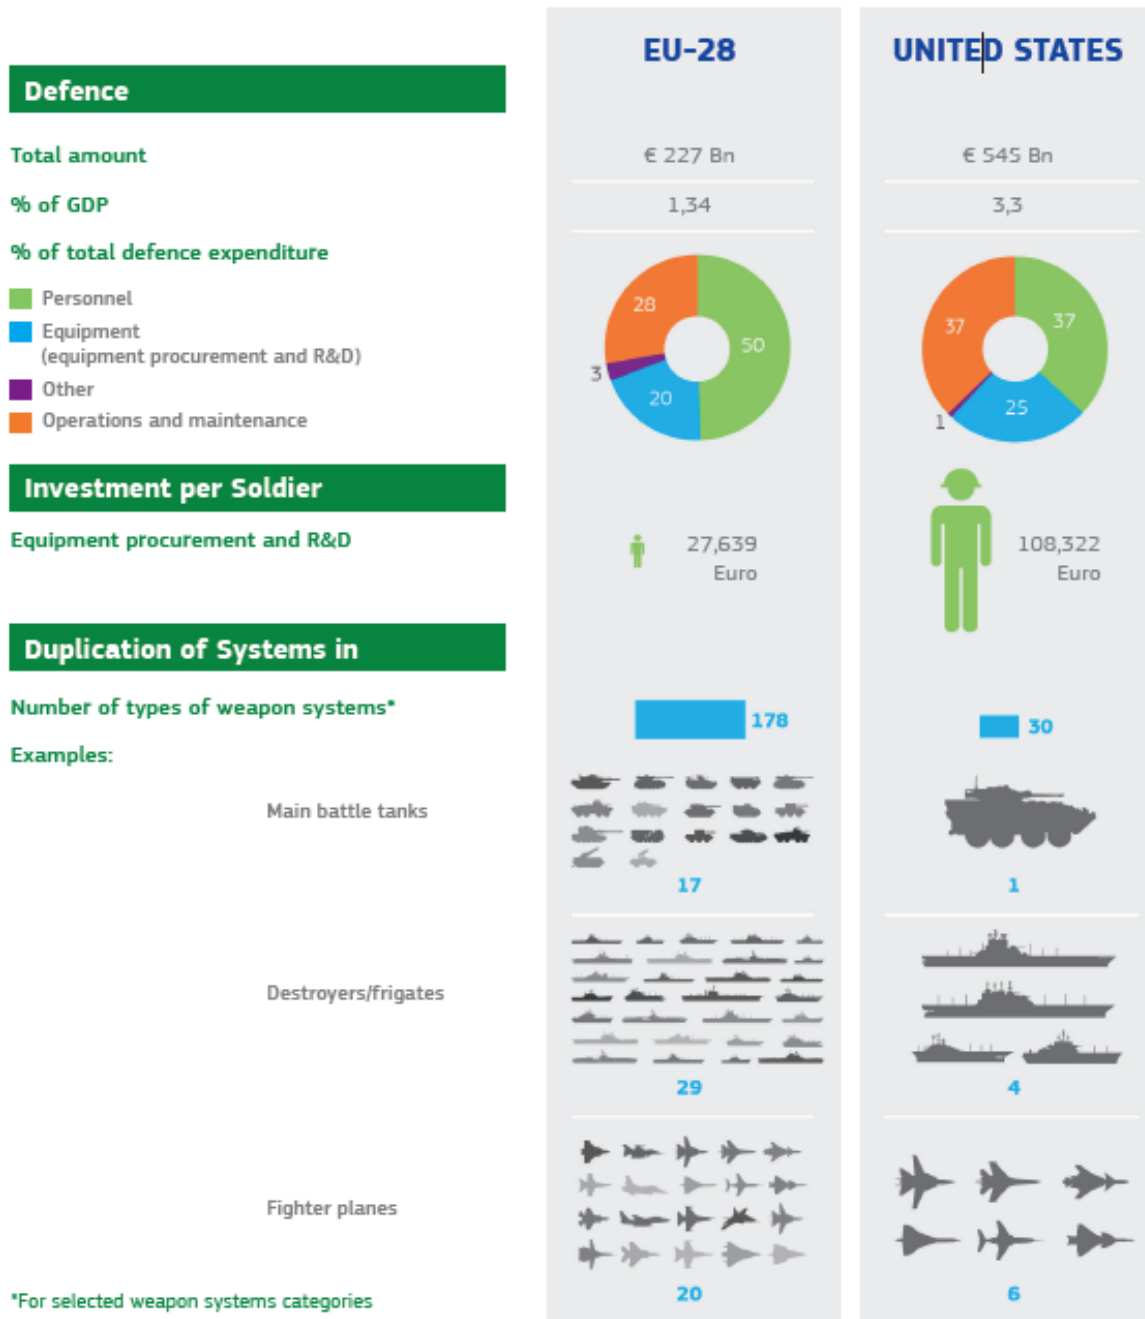 EU-28
UNITED STATES
Defence
Total amount
€ 227 Bn
€ 545 Bn
% of GDP
1,34
3,3
% of total defence expenditure
Personnel
Equipment
(equipment procurement and R&D)
Other
Operations and maintenance
28
50
3
20
37
37
1
25
Investment per Soldier
Equipment procurement and R&D
27,639
Euro
108,322
Euro
Duplication of Systems in
Number of types of weapon systems*
178
30
Examples:
Main battle tanks
17
1
Destroyers/frigates
29
4
Fighter planes
20
6
*For selected weapon systems categories